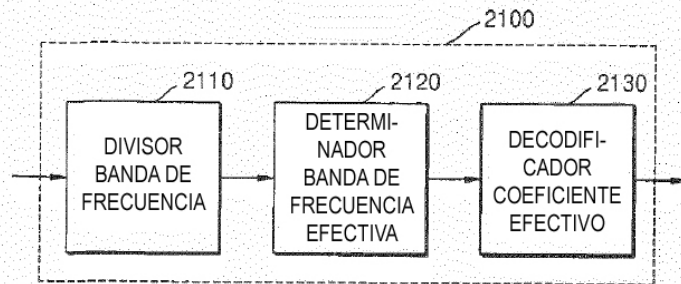 2100
2110
2120
2130
DIVISOR
BANDA DE
FRECUENCIA
DETERMI-
NADOR
BANDA DE
FRECUENCIA
EFECTIVA
DECODIFI-
CADOR
COEFICIENTE
EFECTIVO